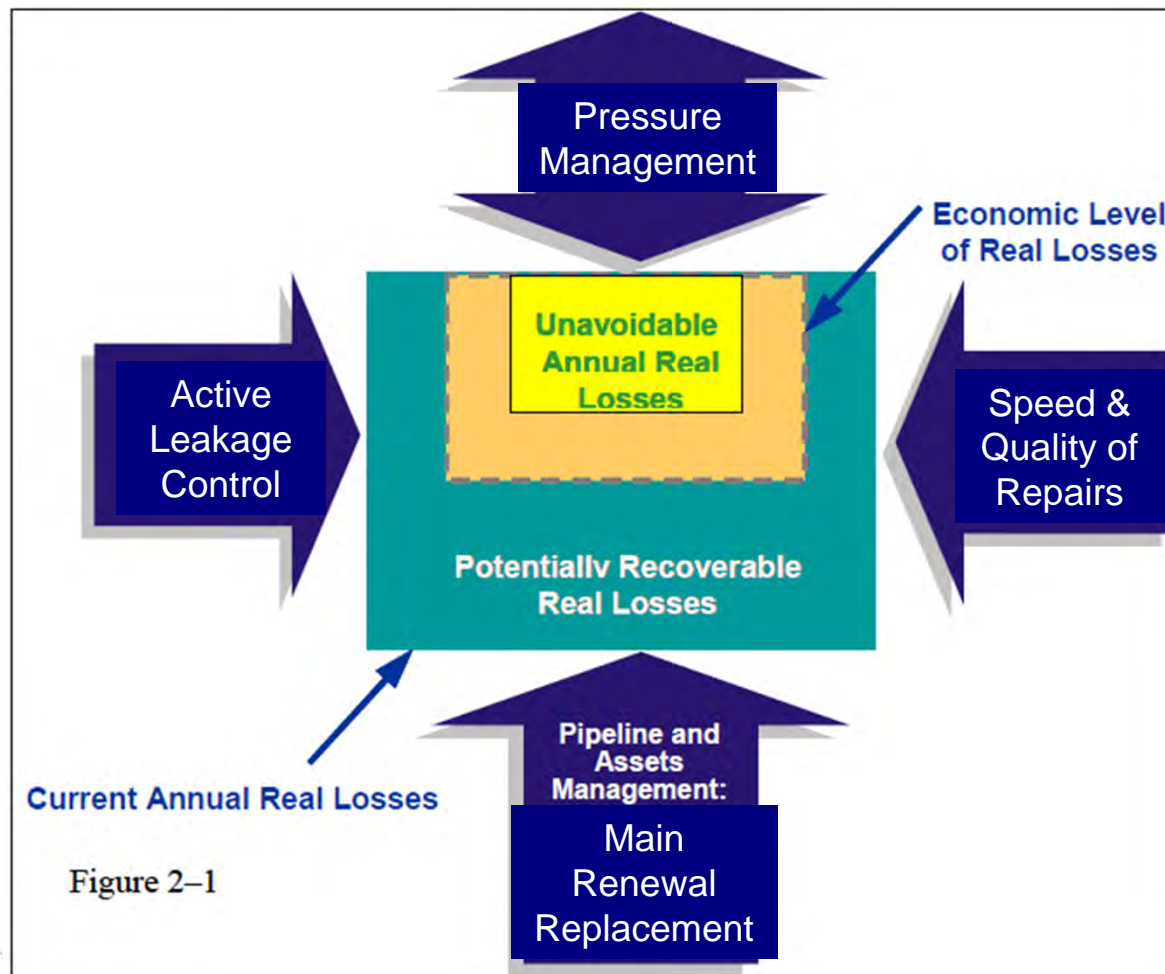 Pressure
Management
Economic Level
of Real Losses
Unavoidable
Annual Real
Losses
Active
Leakage
Control
Speed &
Quality of
Repairs
Potentially Recoverable
Real Losses
Pipeline and
Assets
Management:
Current Annual Real Losses
Main
Renewal
Replacement
Figure 2–1